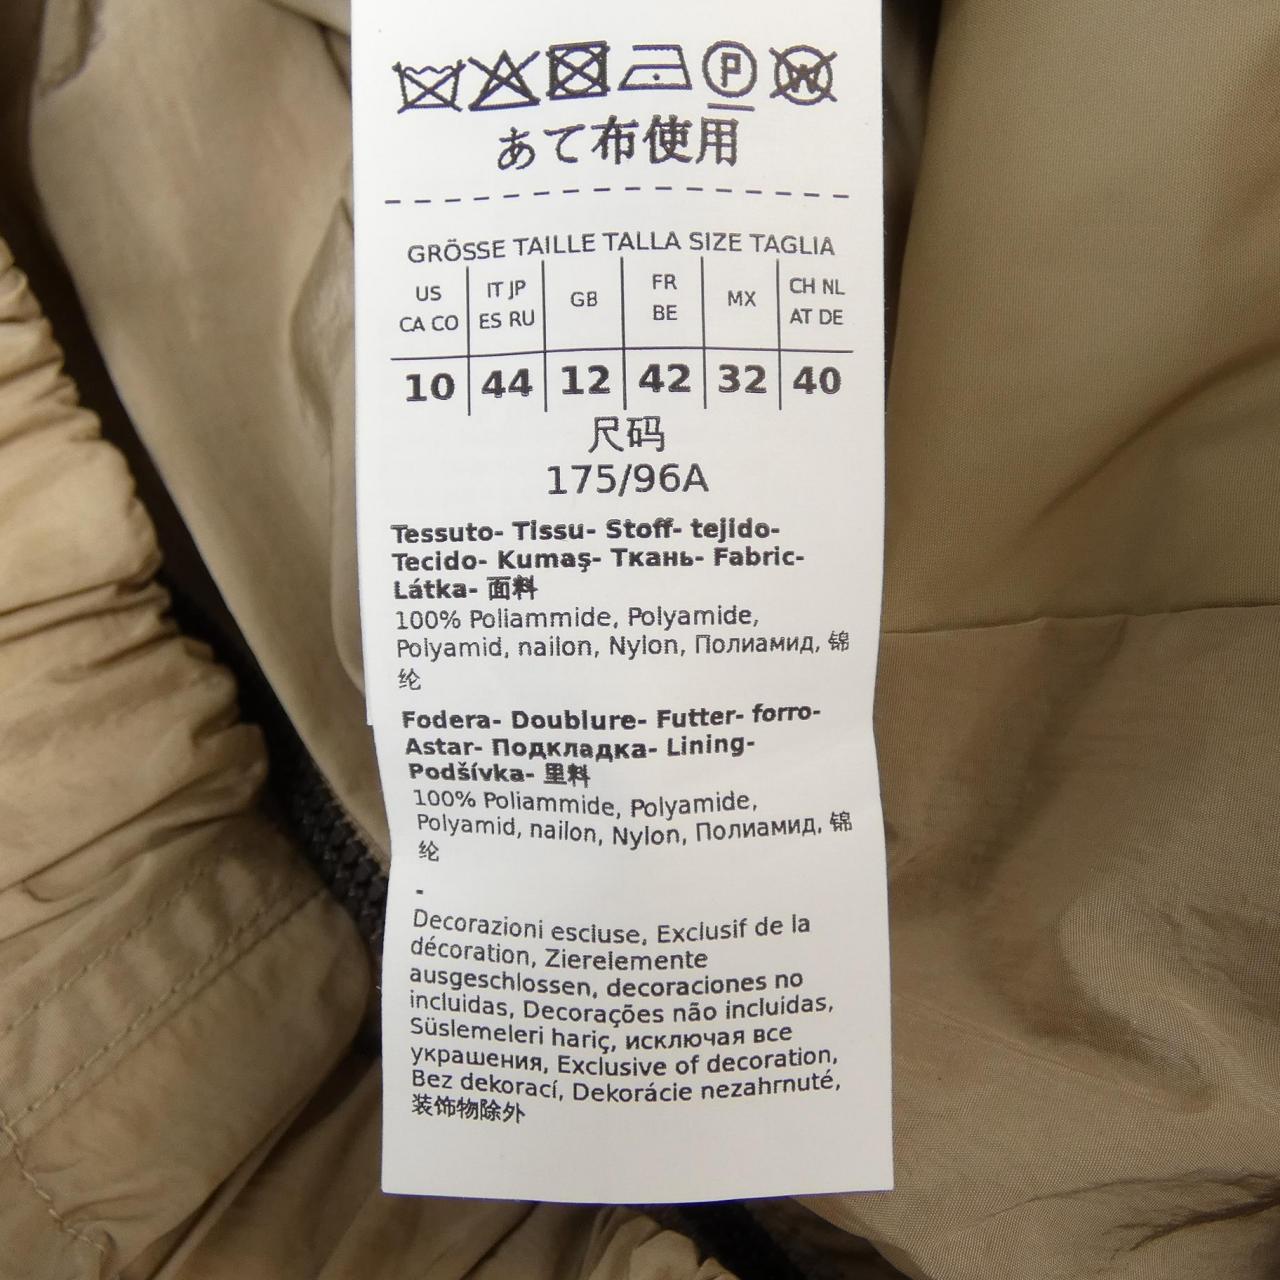 P W
あて布使用
GRÖSSE TAILLE TALLA SIZE TAGLIA
US IT JP GB FR MX CH NL
CA CO ES RU BE AT DE
10 44 12 42 32 40
尺码
175/96A
Tessuto- Tissu- Stoff- tejido-
Tecido- Kumaş- Ткань- Fabric-
Látka- 面料
100% Poliammide, Polyamide,
Polyamid, nailon, Nylon, Полиамид, 锦
纶
Fodera- Doublure- Futter- forro-
Astar- Подкладка- Lining-
Podšívka- 里料
100% Poliammide, Polyamide,
Polyamid, nailon, Nylon, Полиамид, 锦
纶
-
Decorazioni escluse, Exclusif de la
décoration, Zierelemente
ausgeschlossen, decoraciones no
incluidas, Decorações não incluidas,
Süslemeleri hariç, исключая все
украшения, Exclusive of decoration,
Bez dekorací, Dekorácie nezahrnuté,
装饰物除外